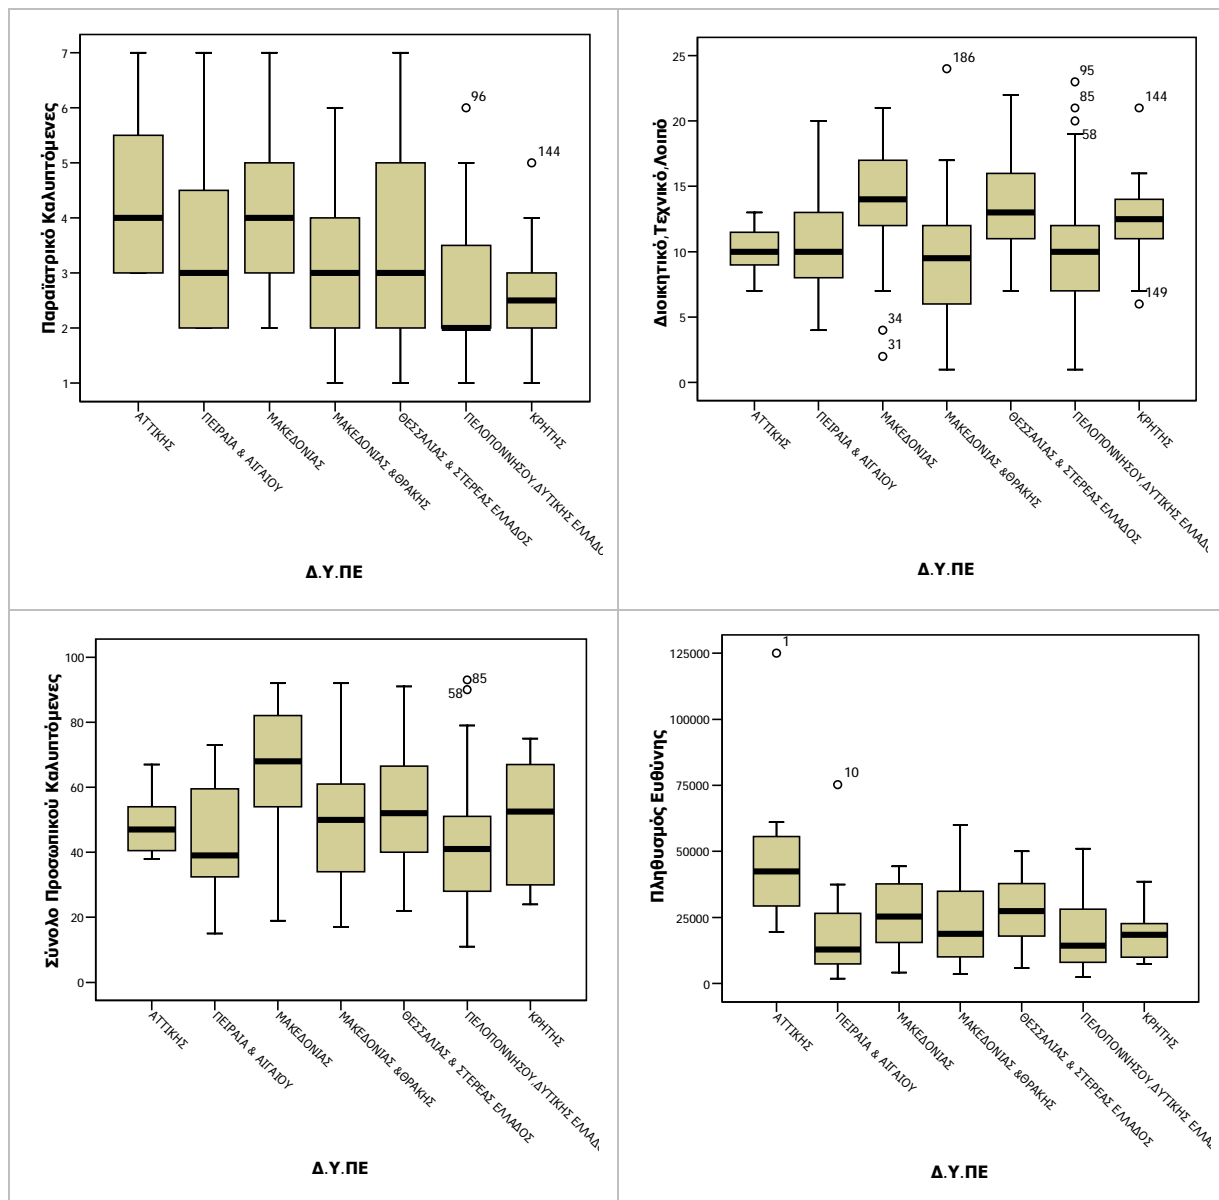 Παραϊατρικό Καλυπτόμενες
7
6
5
4
3
2
1
96
144
ΑΤΤΙΚΗΣ
ΠΕΙΡΑΙΑ & ΑΙΓΑΙΟΥ
ΜΑΚΕΔΟΝΙΑΣ
ΜΑΚΕΔΟΝΙΑΣ &ΘΡΑΚΗΣ
ΘΕΣΣΑΛΙΑΣ & ΣΤΕΡΕΑΣ ΕΛΛΑΔΟΣ
ΠΕΛΟΠΟΝΝΗΣΟΥ,ΔΥΤΙΚΗΣ
ΚΡΗΤΗΣ
Δ.Υ.ΠΕ
Διοικητικό,Τεχνικό,Λοιπό
25
20
15
10
5
0
186
95
85
58
144
34
31
149
ΑΤΤΙΚΗΣ
ΠΕΙΡΑΙΑ & ΑΙΓΑΙΟΥ
ΜΑΚΕΔΟΝΙΑΣ
ΜΑΚΕΔΟΝΙΑΣ &ΘΡΑΚΗΣ
ΘΕΣΣΑΛΙΑΣ & ΣΤΕΡΕΑΣ ΕΛΛΑΔΟΣ
ΠΕΛΟΠΟΝΝΗΣΟΥ,ΔΥΤΙΚΗΣ
ΚΡΗΤΗΣ
Δ.Υ.ΠΕ
Σύνολο Προσωπικού Καλυπτόμενες
100
80
60
40
20
0
85
58
ΑΤΤΙΚΗΣ
ΠΕΙΡΑΙΑ & ΑΙΓΑΙΟΥ
ΜΑΚΕΔΟΝΙΑΣ
ΜΑΚΕΔΟΝΙΑΣ &ΘΡΑΚΗΣ
ΘΕΣΣΑΛΙΑΣ & ΣΤΕΡΕΑΣ ΕΛΛΑΔΟΣ
ΠΕΛΟΠΟΝΝΗΣΟΥ,ΔΥΤΙΚΗΣ
ΚΡΗΤΗΣ
Δ.Υ.ΠΕ
Πληθυσμός Ευθύνης
125000
100000
75000
50000
25000
0
1
10
ΑΤΤΙΚΗΣ
ΠΕΙΡΑΙΑ & ΑΙΓΑΙΟΥ
ΜΑΚΕΔΟΝΙΑΣ
ΜΑΚΕΔΟΝΙΑΣ &ΘΡΑΚΗΣ
ΘΕΣΣΑΛΙΑΣ & ΣΤΕΡΕΑΣ ΕΛΛΑΔΟΣ
ΠΕΛΟΠΟΝΝΗΣΟΥ,ΔΥΤΙΚΗΣ
ΚΡΗΤΗΣ
Δ.Υ.ΠΕ